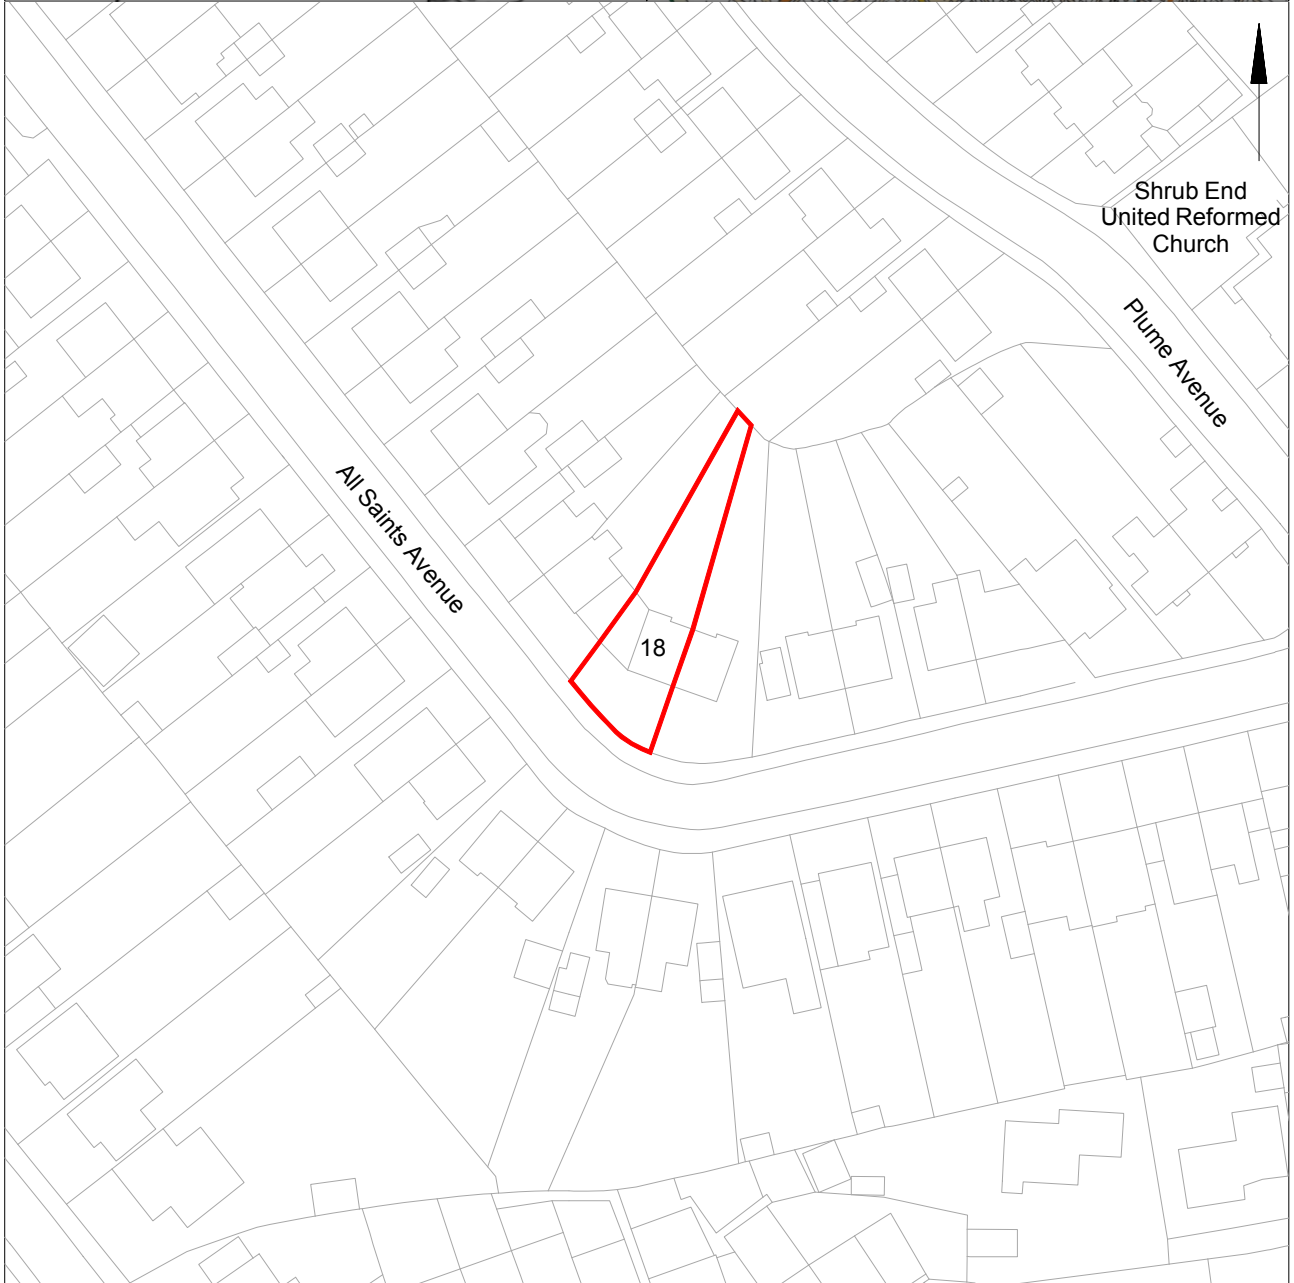 Shrub End
United Reformed
Church
Plume Avenue
All Saints Avenue
18